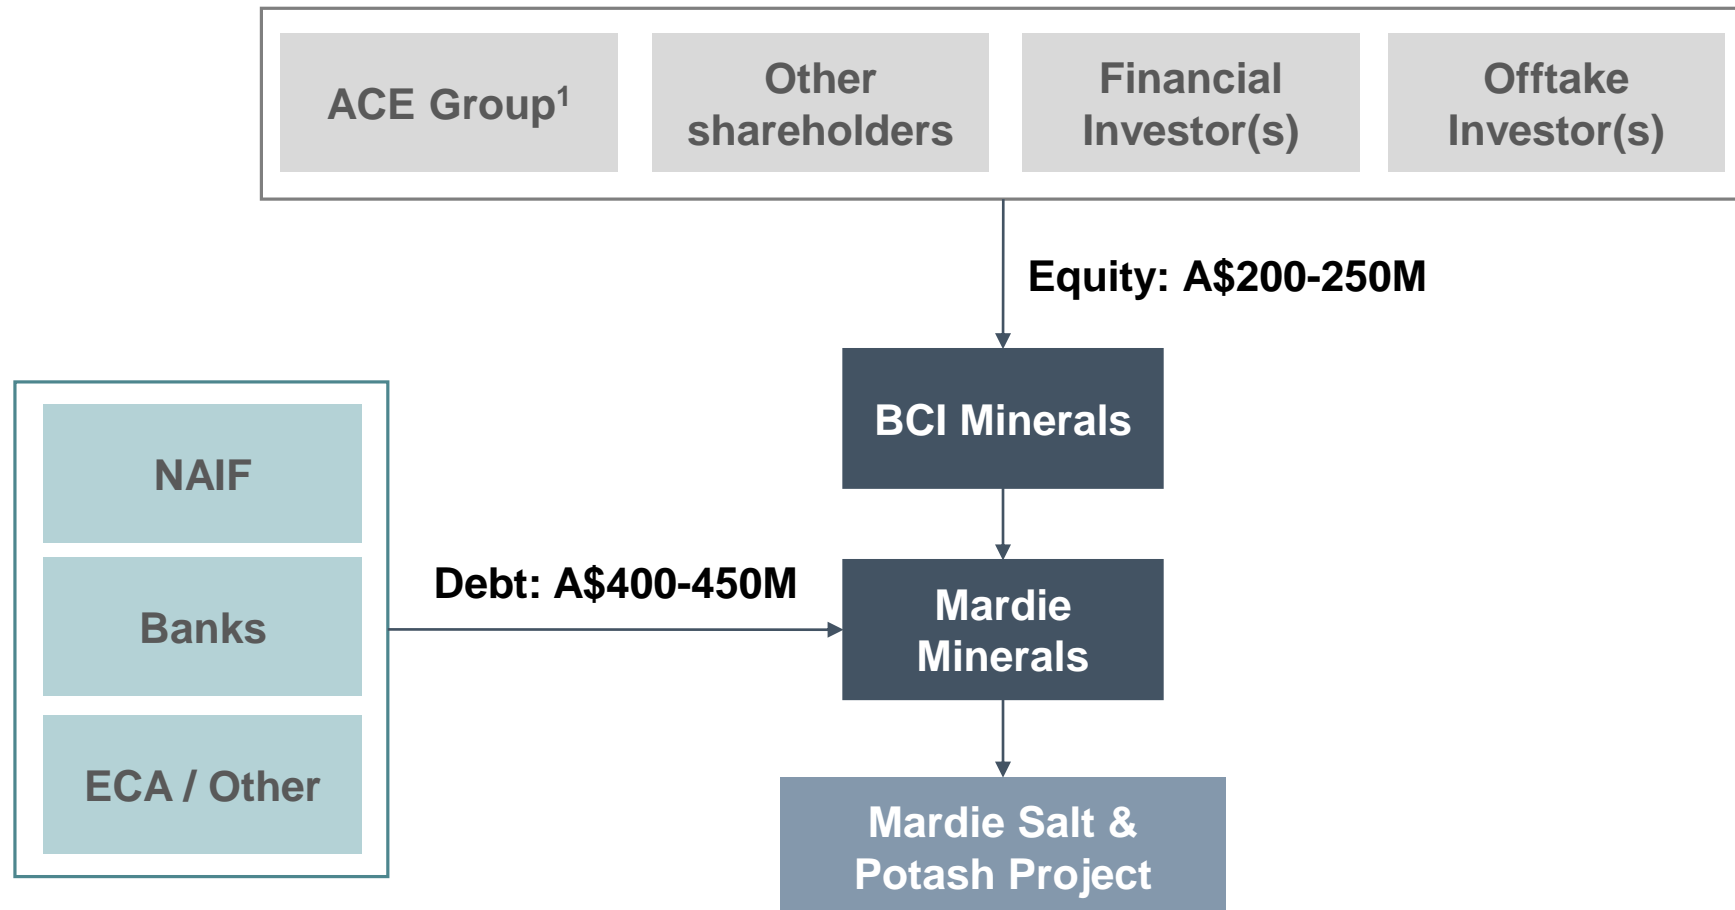 ACE Group¹
Other
shareholders
Financial
Investor(s)
Offtake
Investor(s)
Equity: A$200-250M
BCI Minerals
NAIF
Banks
ECA / Other
Debt: A$400-450M
Mardie
Minerals
Mardie Salt &
Potash Project